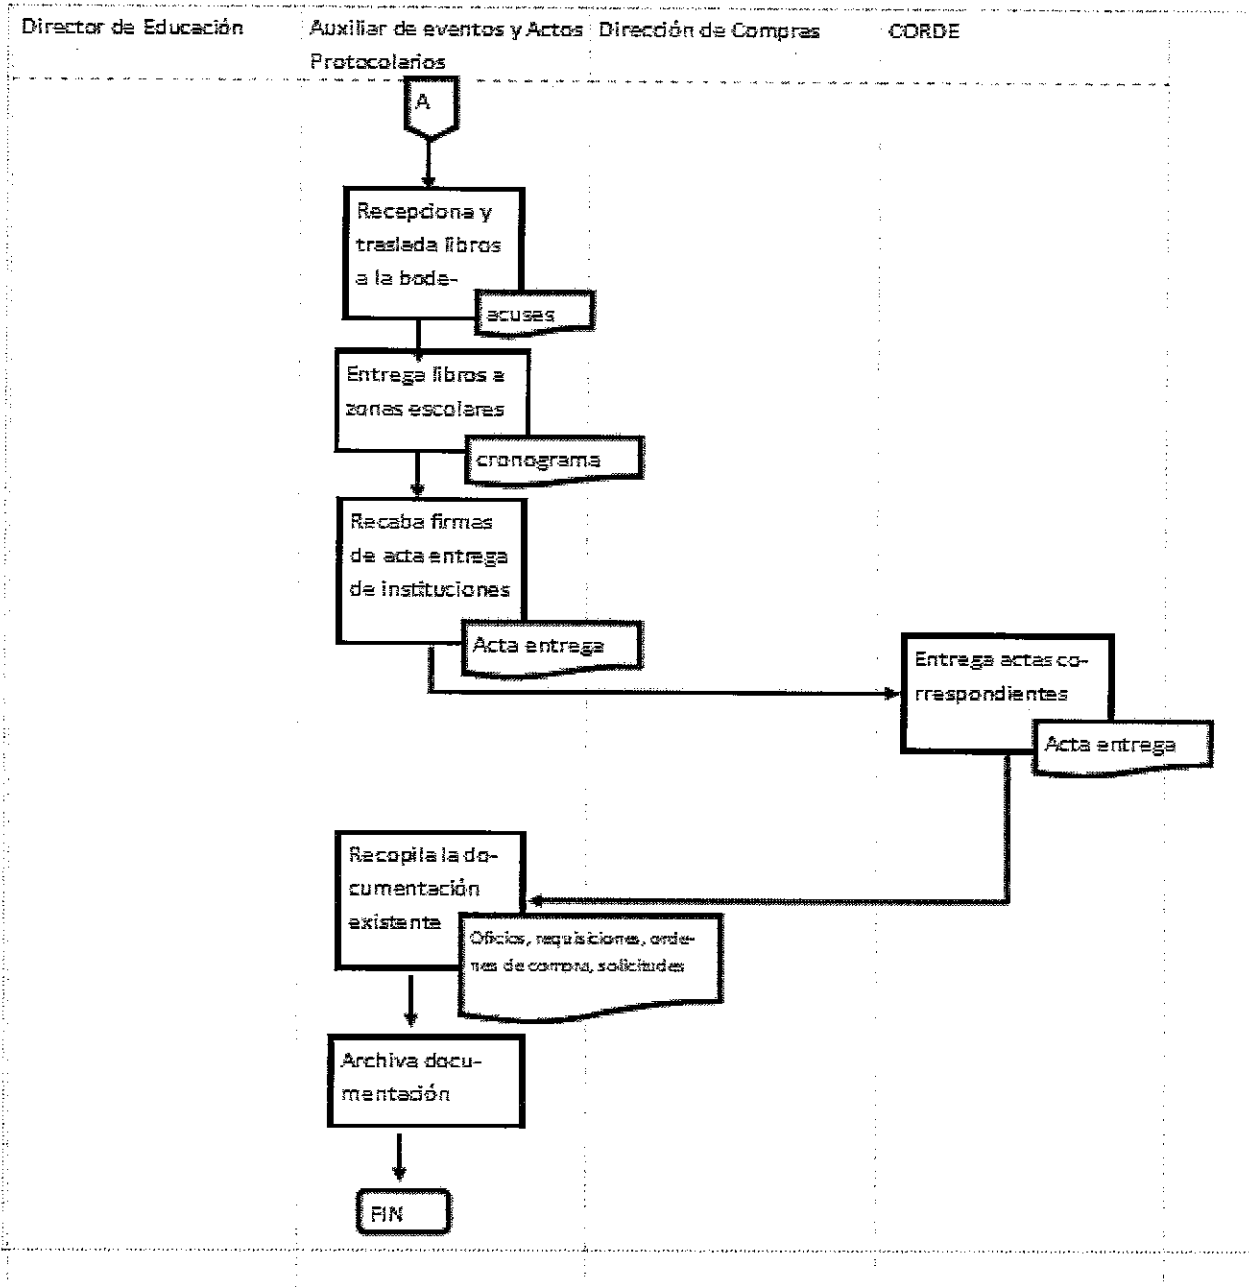 Director de Educación
Auxiliar de eventos y Actos
Protocolarios
Dirección de Compras
CORDE
A
Recepciona y
traslada libros
a la bode-
acuses
Entrega libros a
zonas escolares
cronograma
Recaba firmas
de acta entrega
de instituciones
Acta entrega
Entrega actas co-
rrespondientes
Acta entrega
Recopila la do-
cumentación
existente
Oficios, requisiciones, orde-
nes de compra, solicitudes
Archiva docu-
mentación
FIN